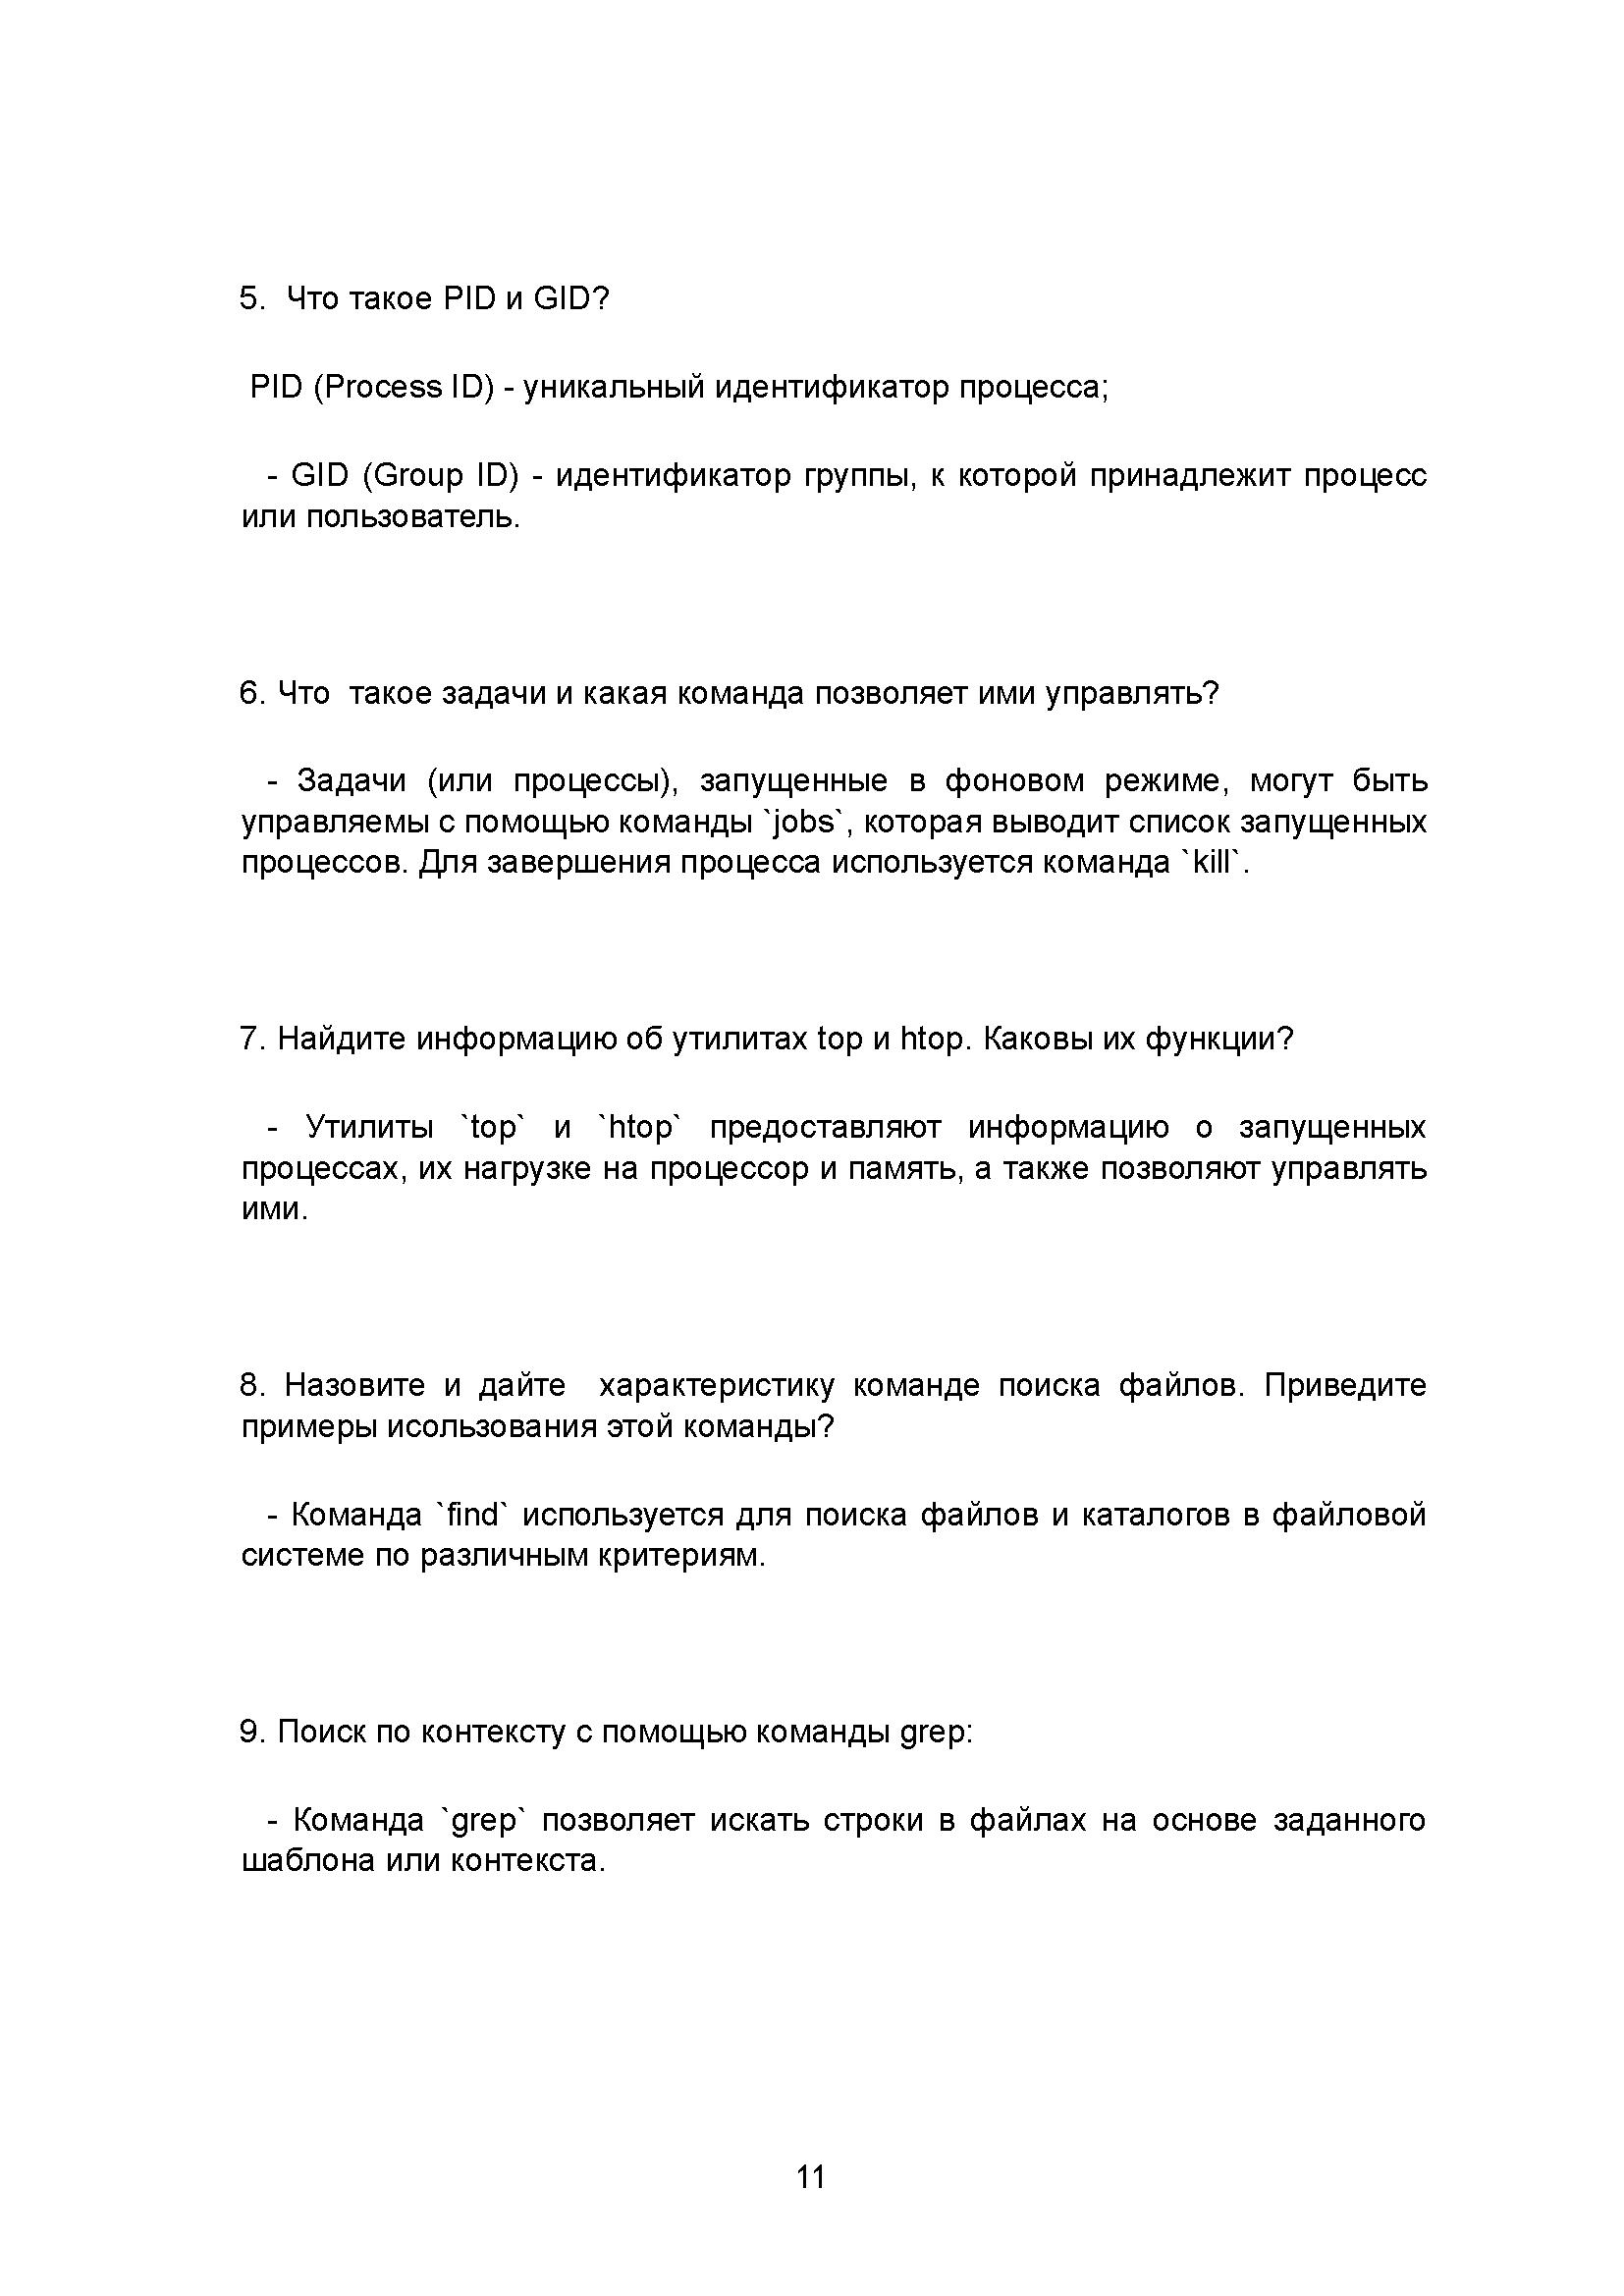 5.  Что такое PID и GID?
PID (Process ID) - уникальный идентификатор процесса;
- GID (Group ID) - идентификатор группы, к которой принадлежит процесс
или пользователь.
6. Что  такое задачи и какая команда позволяет ими управлять?
- Задачи (или процессы), запущенные в фоновом режиме, могут быть
управляемы с помощью команды `jobs`, которая выводит список запущенных
процессов. Для завершения процесса используется команда `kill`.
7. Найдите информацию об утилитах top и htop. Каковы их функции?
- Утилиты `top` и `htop` предоставляют информацию о запущенных
процессах, их нагрузке на процессор и память, а также позволяют управлять
ими.
8. Назовите и дайте  характеристику команде поиска файлов. Приведите
примеры исользования этой команды?
- Команда `find` используется для поиска файлов и каталогов в файловой
системе по различным критериям.
9. Поиск по контексту с помощью команды grep:
- Команда `grep` позволяет искать строки в файлах на основе заданного
шаблона или контекста.
11